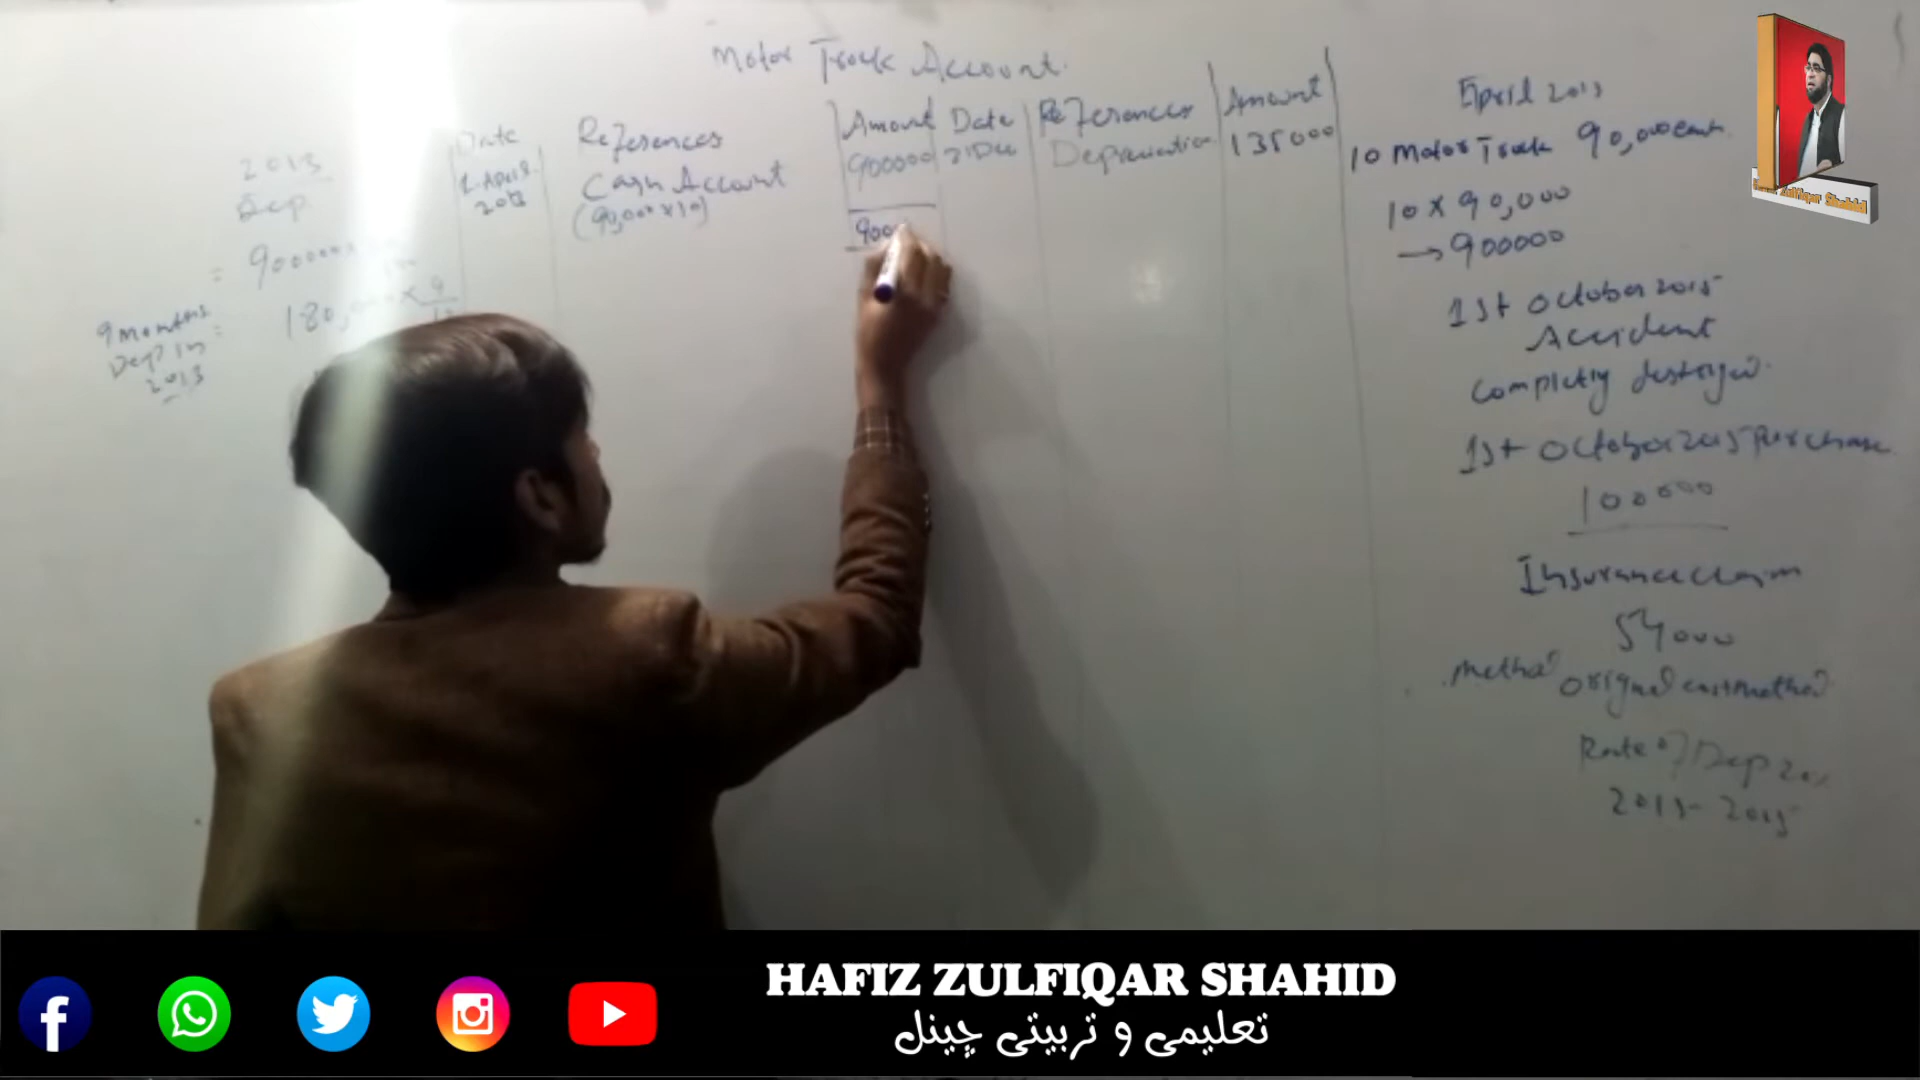 Motor Truck Account.
Date References Amount Date References Amount
1-April 2013 Cash Account 900000 31Dec Depreciation 135000
(90,000 x 10)
900
2013
Dep
= 900000
9 months
Dep in = 180,000 x 9
2013
April 2013
10 Motor Truck 90,000 each
10 x 90,000
→ 900000
1st October 2015
Accident
Completly destroyed.
1st October 2015 Purchase
100000
Insurance claim
54000
Method original cost method
Rate of Dep 20%
2013 - 2015
Zulfiqar Shahid
HAFIZ ZULFIQAR SHAHID
تعلیمی و تربیتی چینل